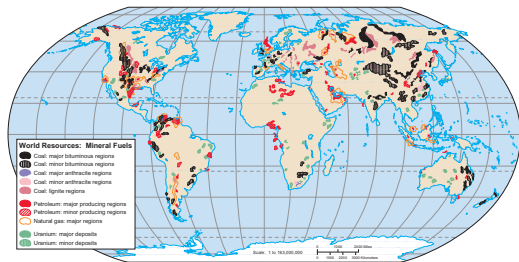 World Resources: Mineral Fuels
Coal: major bituminous regions
Coal: minor bituminous regions
Coal: major anthracite regions
Coal: minor anthracite regions
Coal: lignite regions
Petroleum: major producing regions
Petroleum: minor producing regions
Natural gas: major regions
Uranium: major deposits
Uranium: minor deposits
Scale: 1 to 163,000,000